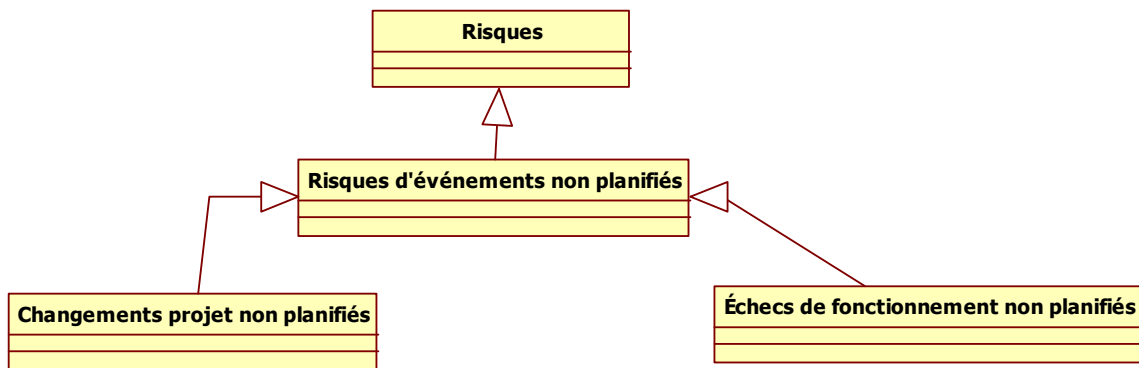 Risques
Risques d'événements non planifiés
Changements projet non planifiés
Échecs de fonctionnement non planifiés